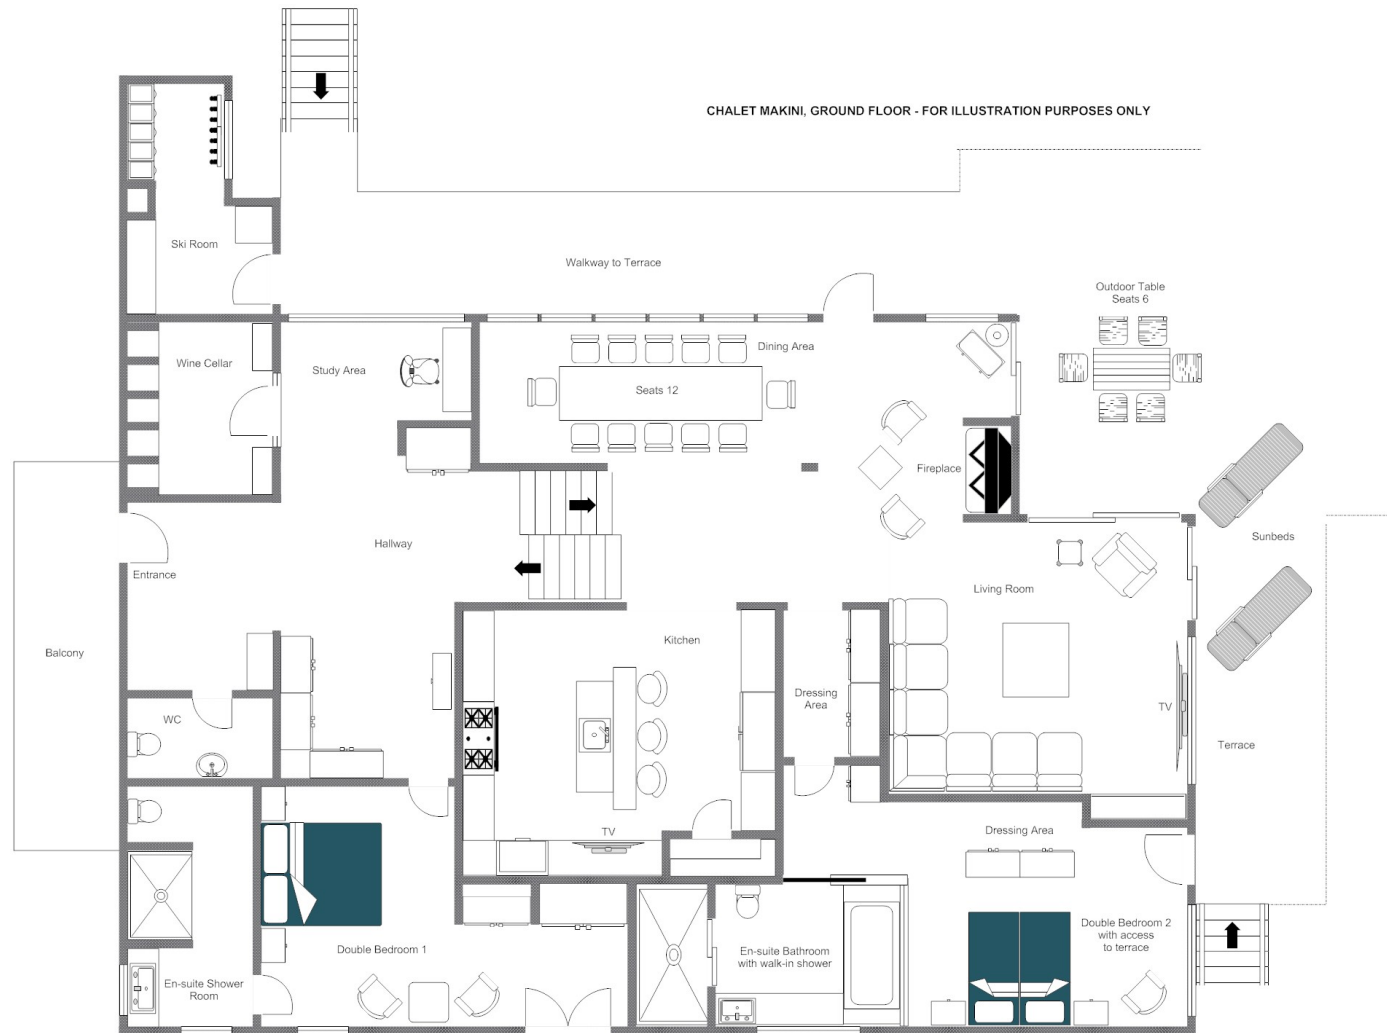 CHALET MAKINI, GROUND FLOOR - FOR ILLUSTRATION PURPOSES ONLY
Ski Room
Walkway to Terrace
Outdoor Table
Seats 6
Wine Cellar
Study Area
Dining Area
Seats 12
Fireplace
Hallway
Sunbeds
Entrance
Living Room
Balcony
Kitchen
Dressing
Area
TV
WC
Terrace
TV
Dressing Area
Double Bedroom 1
En-suite Bathroom
with walk-in shower
Double Bedroom 2
with access
to terrace
En-suite Shower
Room